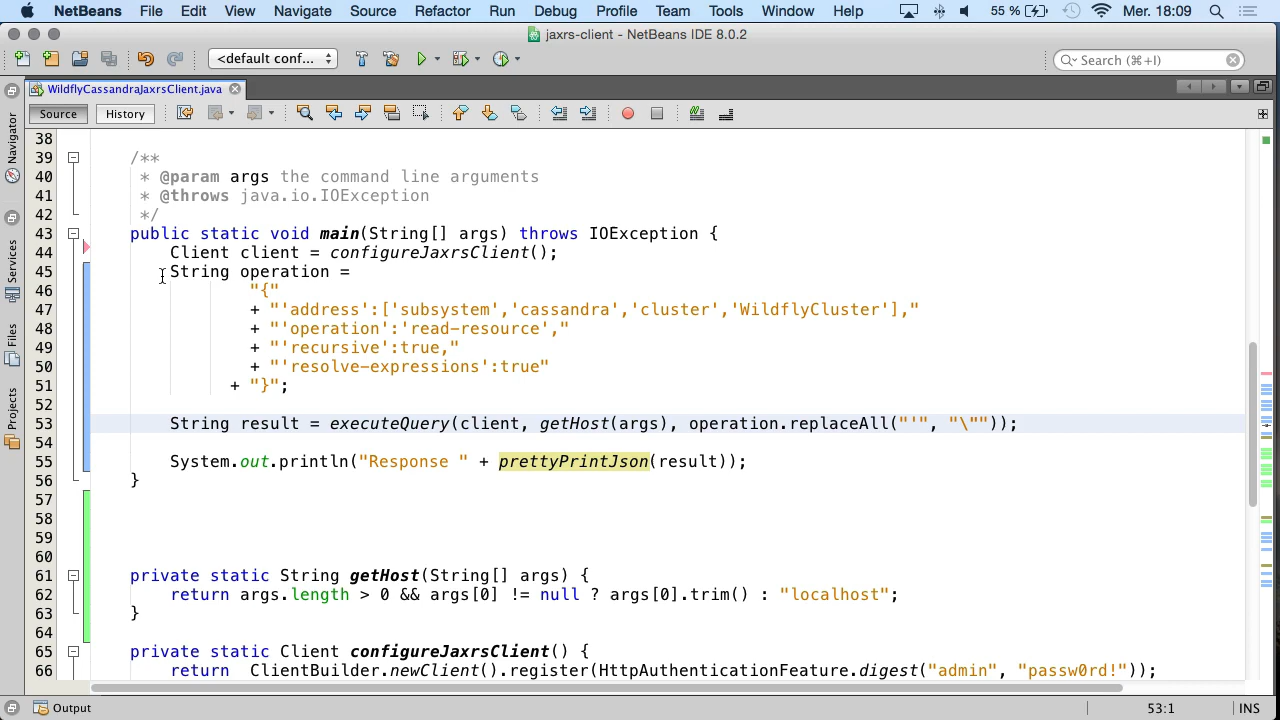 NetBeans File Edit View Navigate Source Refactor Run Debug Profile Team Tools Window Help 55 % Mer. 18:09
jaxrs-client - NetBeans IDE 8.0.2
<default conf... Search (⌘+I)
WildflyCassandraJaxrsClient.java
Source History
Navigator
Services
Files
Projects
38
39 /**
40 * @param args the command line arguments
41 * @throws java.io.IOException
42 */
43 public static void main(String[] args) throws IOException {
44 Client client = configureJaxrsClient();
45 String operation =
46 "{"
47 + "'address':['subsystem','cassandra','cluster','WildflyCluster'],"
48 + "'operation':'read-resource',"
49 + "'recursive':true,"
50 + "'resolve-expressions':true"
51 + "}";
52
53 String result = executeQuery(client, getHost(args), operation.replaceAll("'", "\""));
54
55 System.out.println("Response " + prettyPrintJson(result));
56 }
57
58
59
60
61 private static String getHost(String[] args) {
62 return args.length > 0 && args[0] != null ? args[0].trim() : "localhost";
63 }
64
65 private static Client configureJaxrsClient() {
66 return ClientBuilder.newClient().register(HttpAuthenticationFeature.digest("admin", "passw0rd!"));
Output 53:1 INS